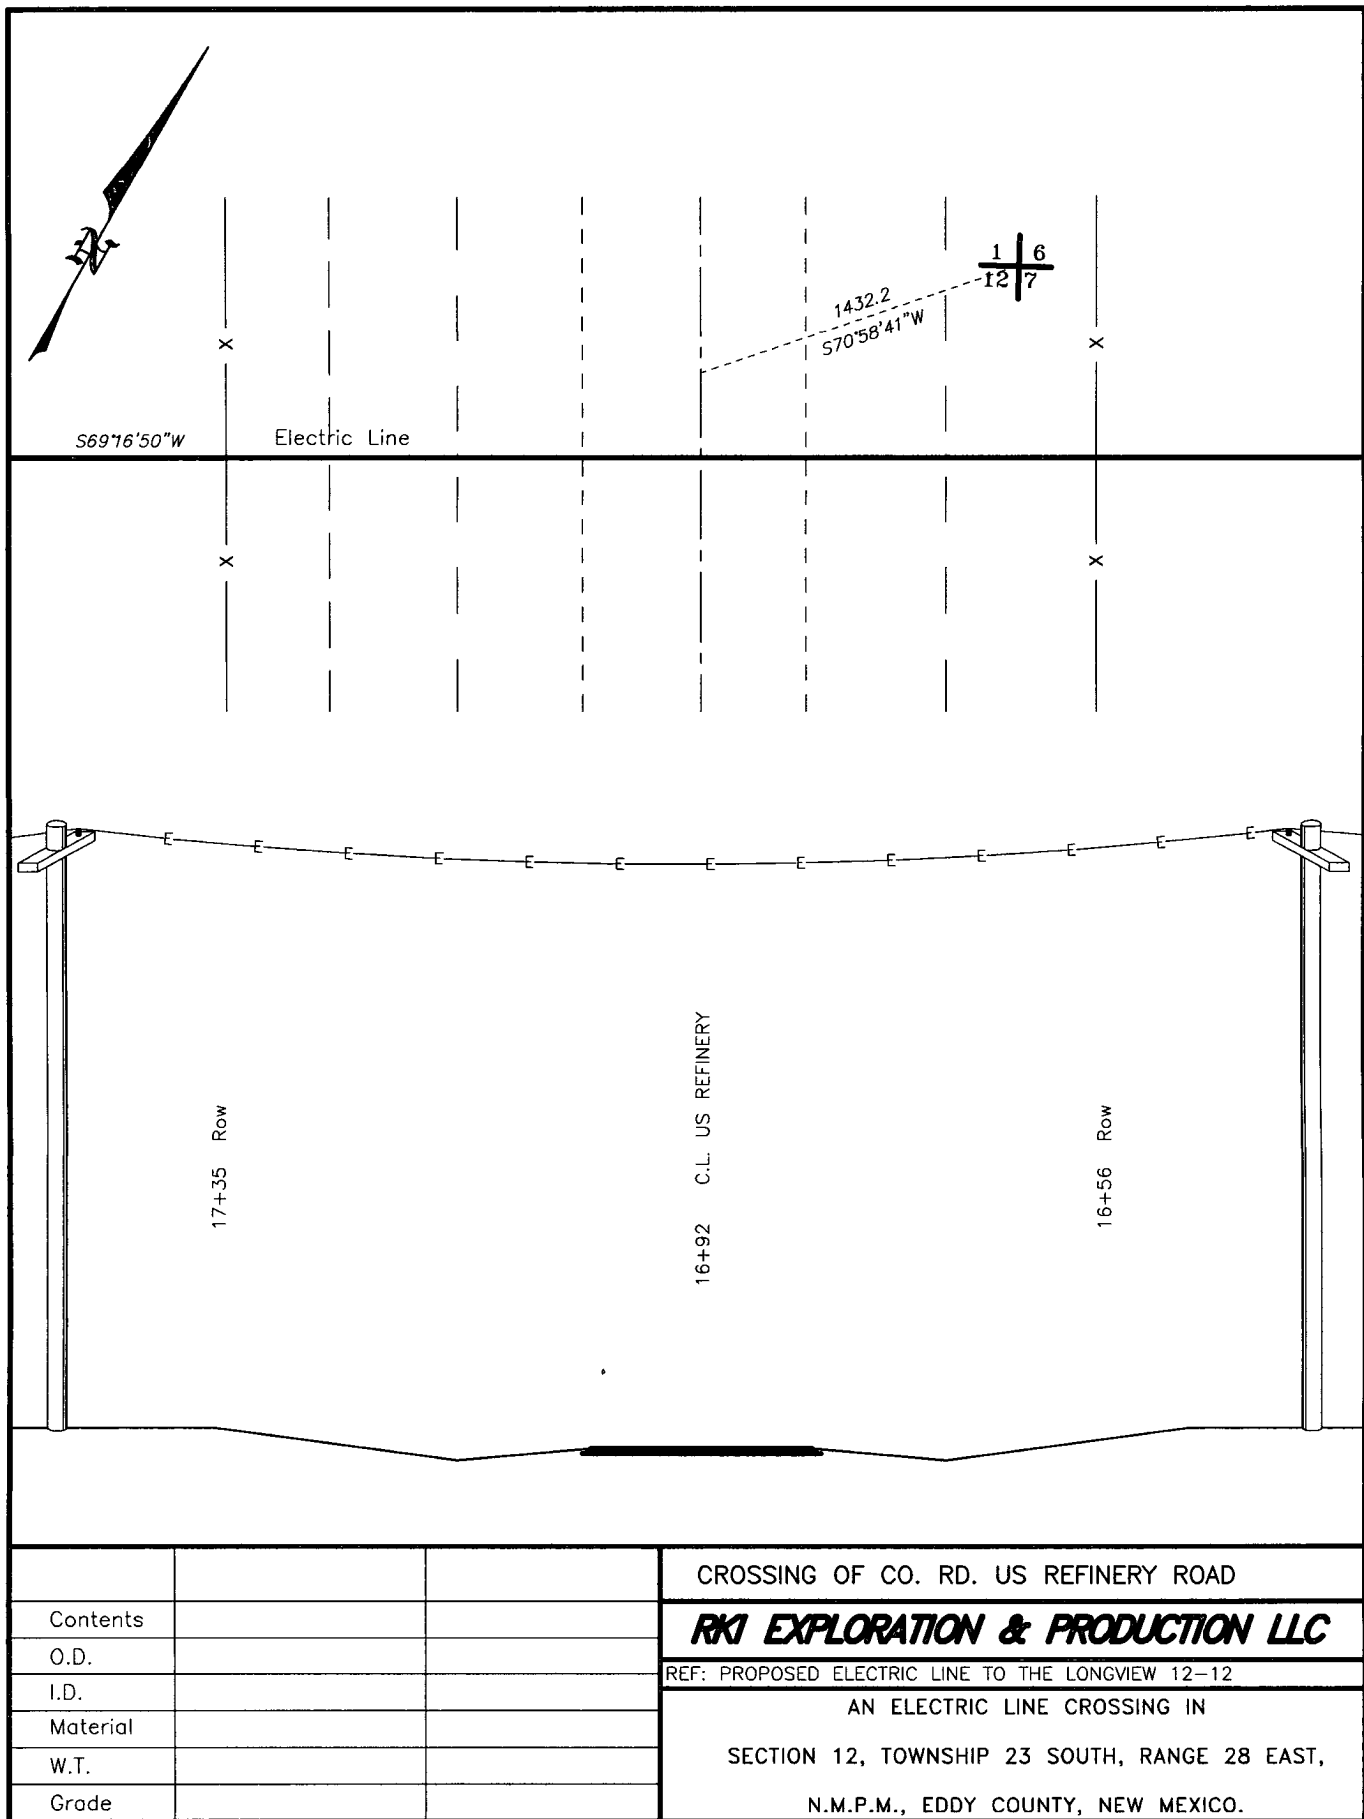 N
1 6
12 7
1432.2
S70°58'41"W
X
X
S69°16'50"W
Electric Line
X
X
E E E E E E E E E E E E E
17+35 Row
16+92 C.L. US REFINERY
16+56 Row
CROSSING OF CO. RD. US REFINERY ROAD
Contents
RKI EXPLORATION & PRODUCTION LLC
O.D.
REF: PROPOSED ELECTRIC LINE TO THE LONGVIEW 12-12
I.D.
AN ELECTRIC LINE CROSSING IN
Material
SECTION 12, TOWNSHIP 23 SOUTH, RANGE 28 EAST,
W.T.
N.M.P.M., EDDY COUNTY, NEW MEXICO.
Grade